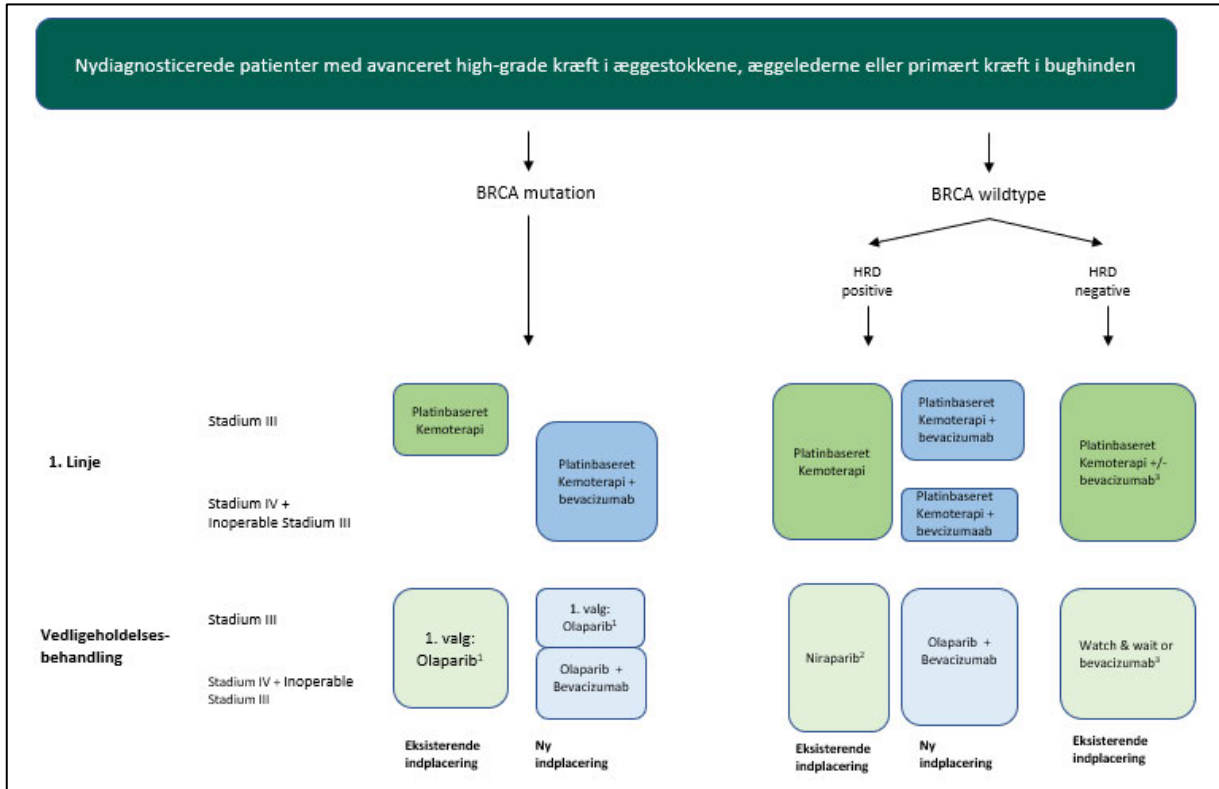 Nydiagnosticerede patienter med avanceret high-grade kræft i æggestokkene, æggelederne eller primært kræft i bughinden
BRCA mutation
BRCA wildtype
HRD
positive
HRD
negative
1. Linje
Stadium III
Stadium IV +
Inoperable Stadium III
Platinbaseret
Kemoterapi
Platinbaseret
Kemoterapi +
bevacizumab
Platinbaseret
Kemoterapi
Platinbaseret
Kemoterapi +
bevacizumab
Platinbaseret
Kemoterapi +
bevcizumaab
Platinbaseret
Kemoterapi +/-
bevacizumab³
Vedligeholdelses-
behandling
Stadium III
Stadium IV + Inoperable
Stadium III
1. valg:
Olaparib¹
1. valg:
Olaparib¹
Olaparib +
Bevacizumab
Niraparib²
Olaparib +
Bevacizumab
Watch & wait or
bevacizumab³
Eksisterende
indplacering
Ny
indplacering
Eksisterende
indplacering
Ny
indplacering
Eksisterende
indplacering